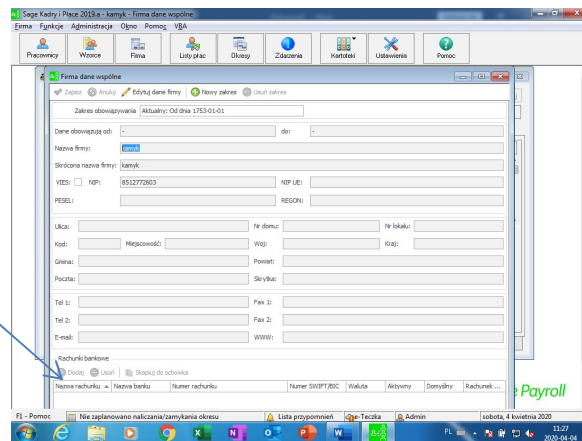 Sage Kadry i Płace 2019.a - kamyk - Firma dane wspólne
Firma Funkcje Administracja Okno Pomoc VBA
Pracownicy Wzorce Firma Listy płac Okresy Zdarzenia Kartoteki Ustawienia Pomoc
Firma dane wspólne
Zapisz Anuluj Edytuj dane firmy Nowy zakres Usuń zakres
Zakres obowiązywania Aktualny: Od dnia 1753-01-01
Dane obowiązują od: - do: -
Nazwa firmy: kamyk
Skrócona nazwa firmy: kamyk
VIES: NIP: 8512772603 NIP UE:
PESEL: REGON:
Ulica: Nr domu: Nr lokalu:
Kod: Miejscowość: Woj: Kraj:
Gmina: Powiat:
Poczta: Skrytka:
Tel 1: Fax 1:
Tel 2: Fax 2:
E-mail: WWW:
Rachunki bankowe
Dodaj Usuń Skopiuj do schowka
Nazwa rachunku Nazwa banku Numer rachunku Numer SWIFT/BIC Waluta Aktywny Domyślny Rachunek ...
Payroll
F1 - Pomoc Nie zaplanowano naliczania/zamykania okresu Lista przypomnień e-Teczka Admin sobota, 4 kwietnia 2020
PL 11:27
2020-04-04